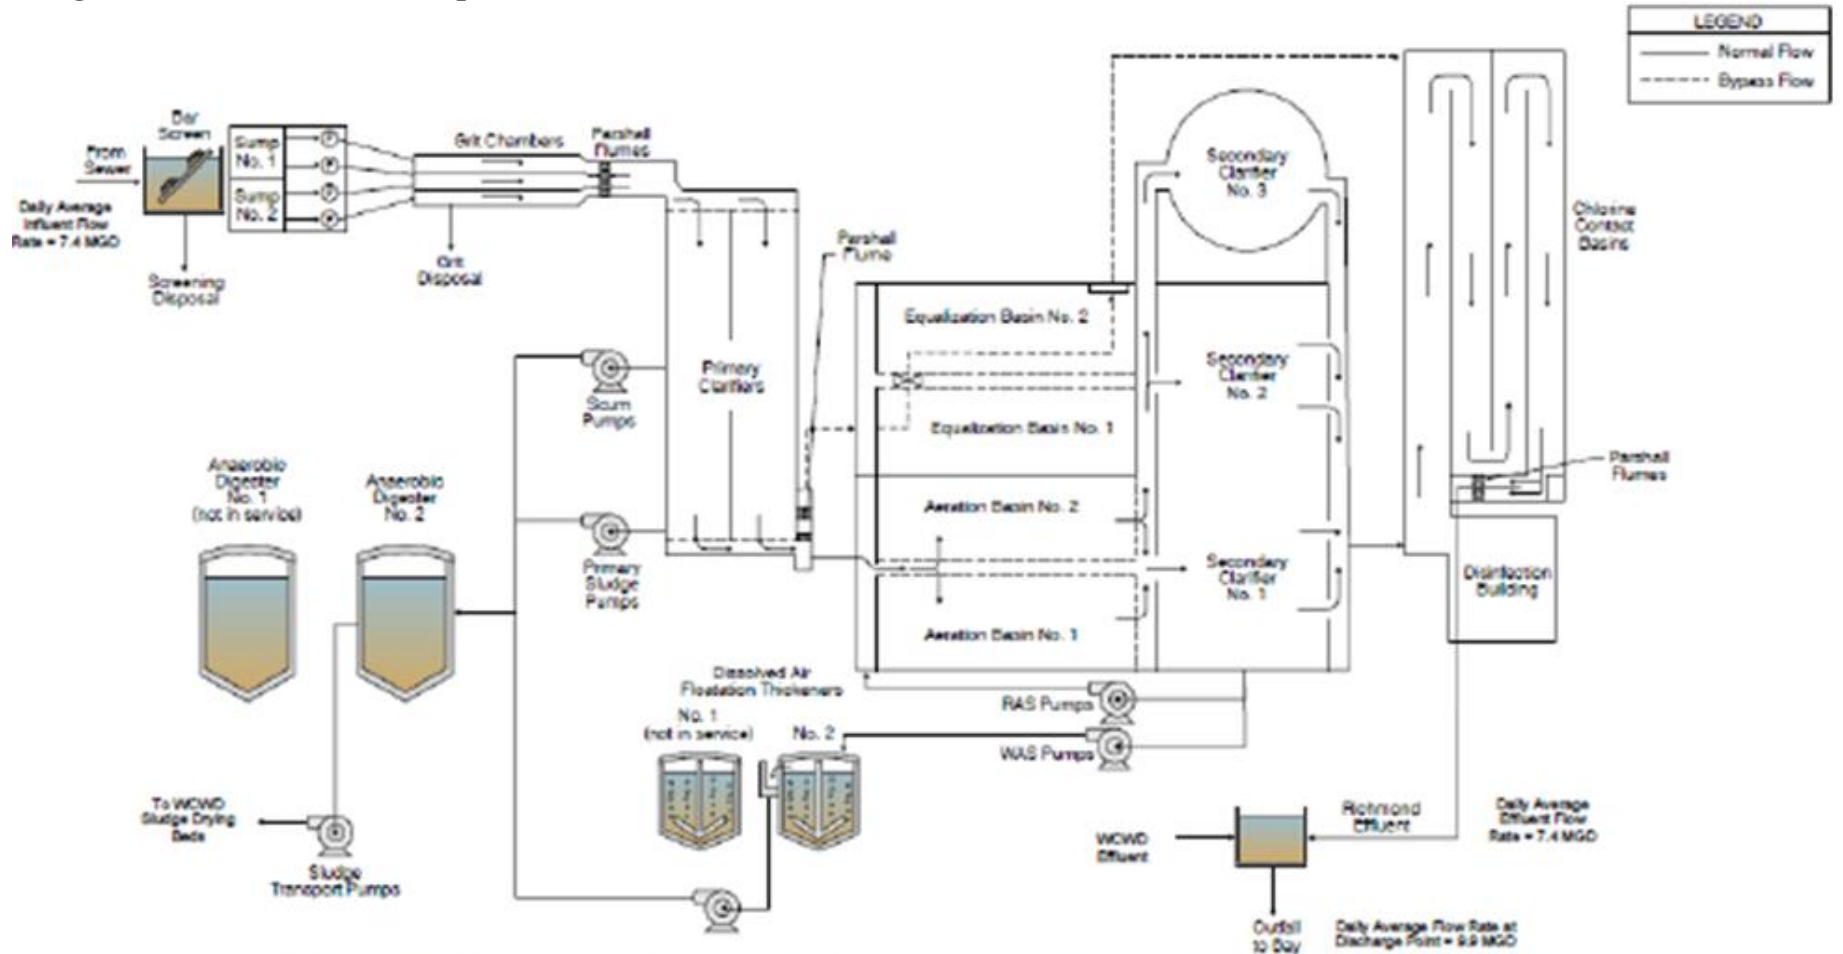 LEGEND
Normal Flow
Bypass Flow
Bar
Screen
From
Sewer
Daily Average
Influent Flow
Rate = 7.4 MGD
Screening
Disposal
Sump
No. 1
Sump
No. 2
P
P
P
P
Grit Chambers
Parshall
Flumes
Grit
Disposal
Parshall
Flume
Primary
Clarifiers
Scum
Pumps
Primary
Sludge
Pumps
Equalization Basin No. 2
Equalization Basin No. 1
Aeration Basin No. 2
Aeration Basin No. 1
Secondary
Clarifier
No. 3
Secondary
Clarifier
No. 2
Secondary
Clarifier
No. 1
Chlorine
Contact
Basins
Parshall
Flumes
Disinfection
Building
Anaerobic
Digester
No. 1
(not in service)
Anaerobic
Digester
No. 2
Dissolved Air
Floatation Thickeners
No. 1
(not in service)
No. 2
RAS Pumps
WAS Pumps
To WCWD
Sludge Drying
Beds
Sludge
Transport Pumps
WCWD
Effluent
Richmond
Effluent
Daily Average
Effluent Flow
Rate = 7.4 MGD
Outfall
to Bay
Daily Average Flow Rate at
Discharge Point = 9.9 MGD